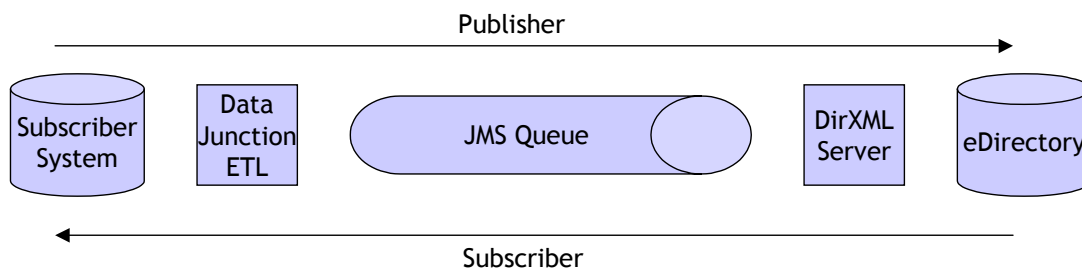 Publisher
Subscriber
System
Data
Junction
ETL
JMS Queue
DirXML
Server
eDirectory
Subscriber